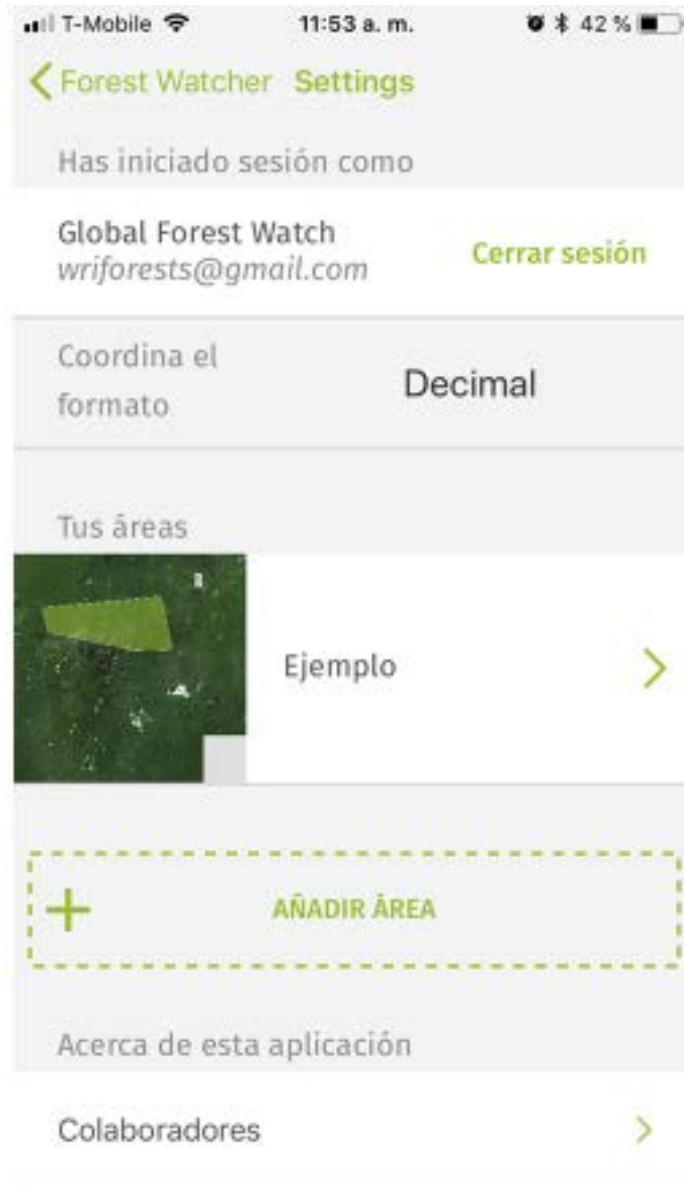 T-Mobile 11:53 a. m. 42 %
Forest Watcher Settings
Has iniciado sesión como
Global Forest Watch
wriforests@gmail.com
Cerrar sesión
Coordina el
formato
Decimal
Tus áreas
Ejemplo
AÑADIR ÁREA
Acerca de esta aplicación
Colaboradores